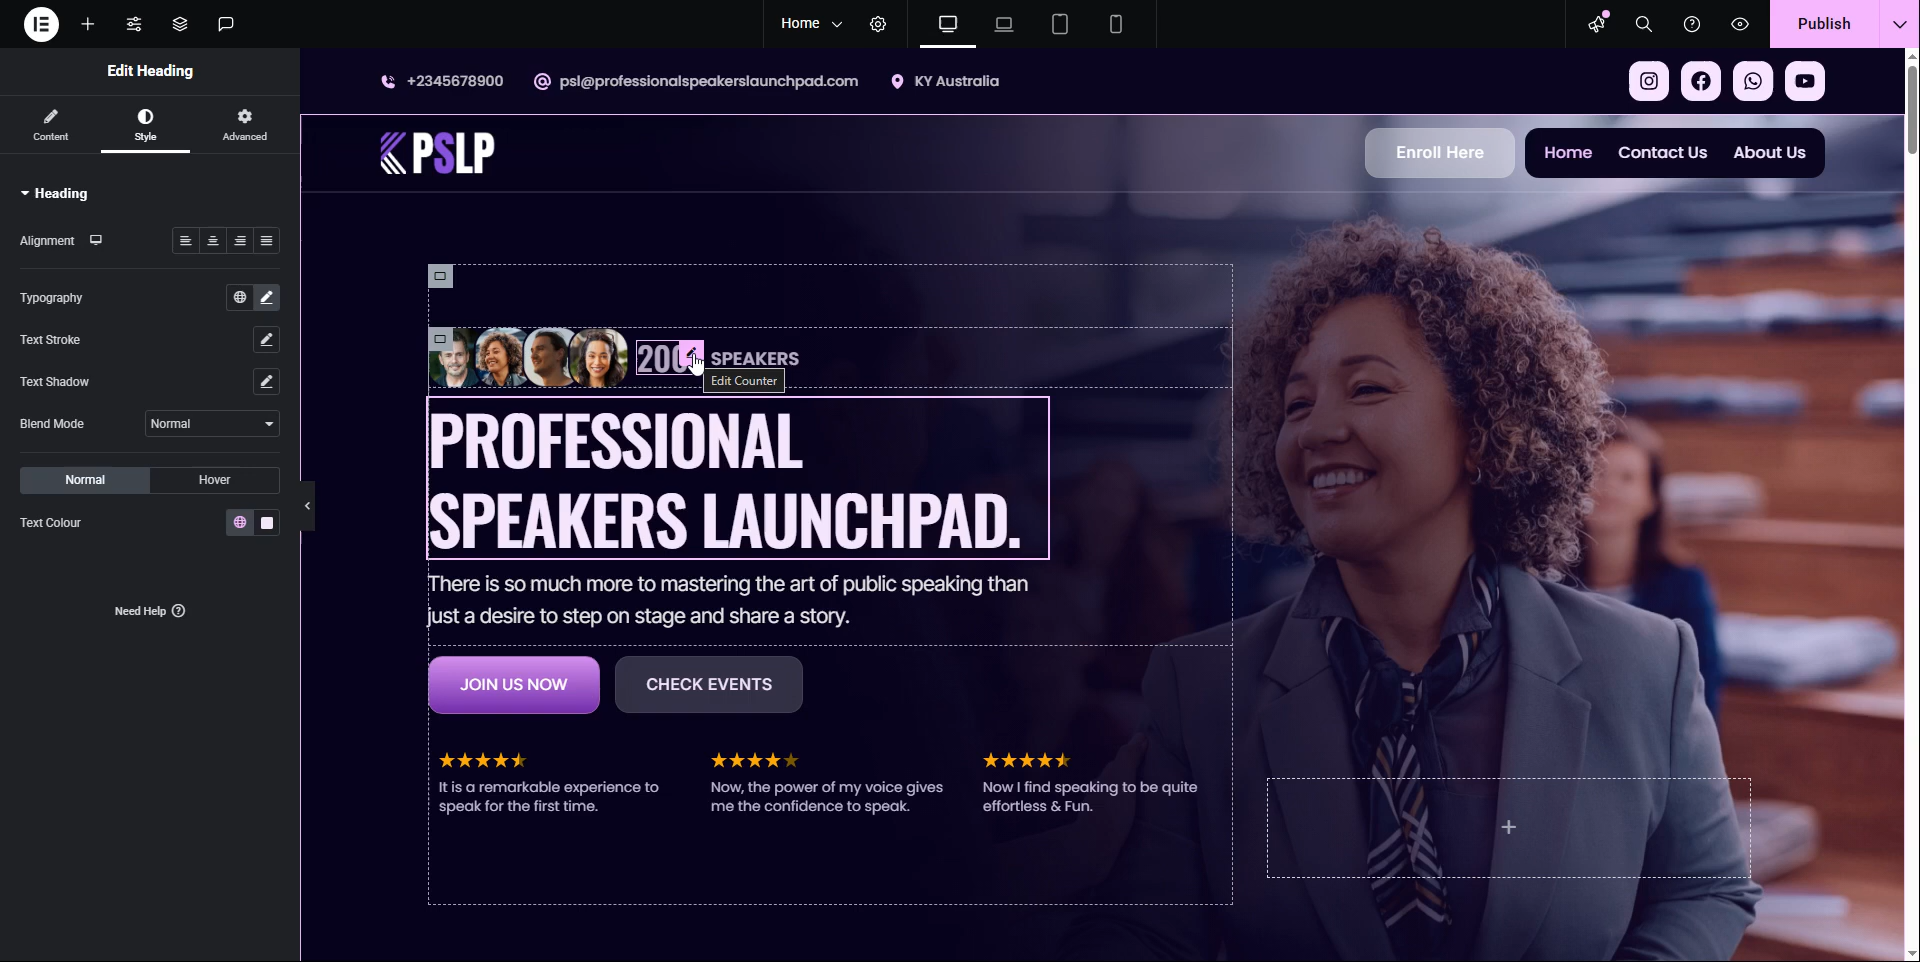 Home
Publish
Edit Heading
Content
Style
Advanced
Heading
Alignment
Typography
Text Stroke
Text Shadow
Blend Mode
Normal
Normal
Hover
Text Colour
Need Help
+2345678900
psl@professionalspeakerslaunchpad.com
KY Australia
PSLP
Enroll Here
Home
Contact Us
About Us
200
SPEAKERS
Edit Counter
PROFESSIONAL
SPEAKERS LAUNCHPAD.
There is so much more to mastering the art of public speaking than
just a desire to step on stage and share a story.
JOIN US NOW
CHECK EVENTS
It is a remarkable experience to
speak for the first time.
Now, the power of my voice gives
me the confidence to speak.
Now I find speaking to be quite
effortless & Fun.